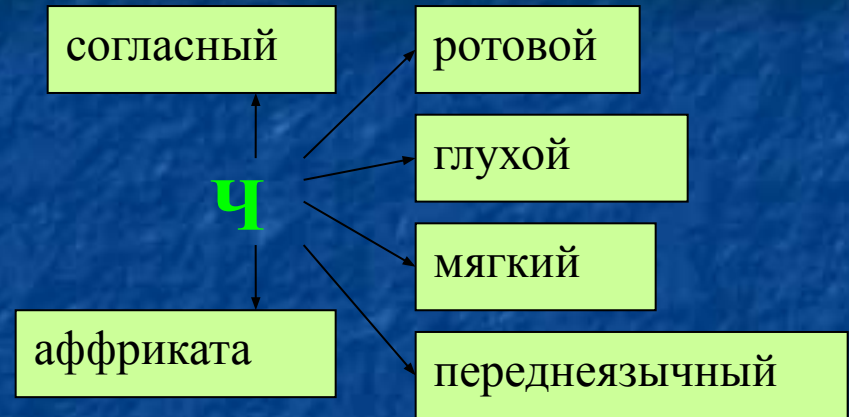 согласный
ротовой
глухой
ч
мягкий
аффриката
переднеязычный